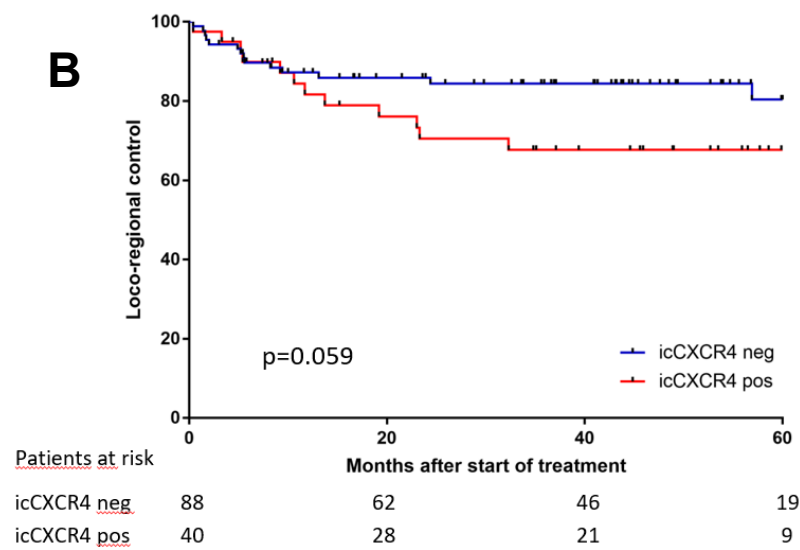 B
100
80
60
40
20
0
Loco-regional control
p=0.059
icCXCR4 neg
icCXCR4 pos
0 20 40 60
Months after start of treatment
Patients at risk
icCXCR4 neg 88 62 46 19
icCXCR4 pos 40 28 21 9